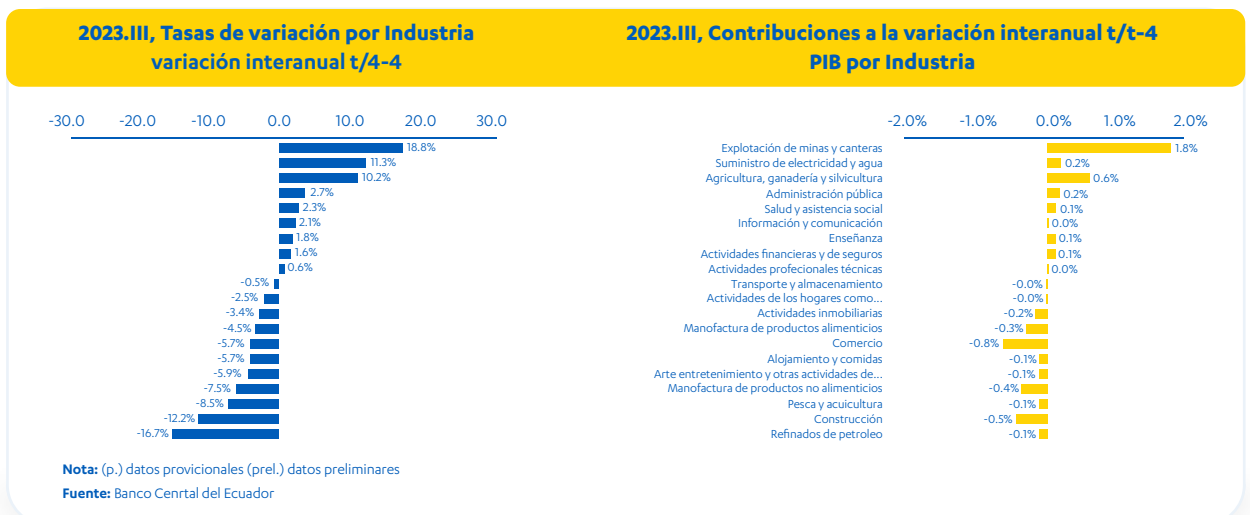 2023.III, Tasas de variación por Industria
variación interanual t/4-4
2023.III, Contribuciones a la variación interanual t/t-4
PIB por Industria
-30.0 -20.0 -10.0 0.0 10.0 20.0 30.0
18.8%
11.3%
10.2%
2.7%
2.3%
2.1%
1.8%
1.6%
0.6%
-0.5%
-2.5%
-3.4%
-4.5%
-5.7%
-5.7%
-5.9%
-7.5%
-8.5%
-12.2%
-16.7%
-2.0% -1.0% 0.0% 1.0% 2.0%
Explotación de minas y canteras 1.8%
Suministro de electricidad y agua 0.2%
Agricultura, ganadería y silvicultura 0.6%
Administración pública 0.2%
Salud y asistencia social 0.1%
Información y comunicación 0.0%
Enseñanza 0.1%
Actividades financieras y de seguros 0.1%
Actividades profecionales técnicas 0.0%
Transporte y almacenamiento -0.0%
Actividades de los hogares como... -0.0%
Actividades inmobiliarias -0.2%
Manofactura de productos alimenticios -0.3%
Comercio -0.8%
Alojamiento y comidas -0.1%
Arte entretenimiento y otras actividades de... -0.1%
Manofactura de productos no alimenticios -0.4%
Pesca y acuicultura -0.1%
Construcción -0.5%
Refinados de petroleo -0.1%
Nota: (p.) datos provicionales (prel.) datos preliminares
Fuente: Banco Cenrtal del Ecuador